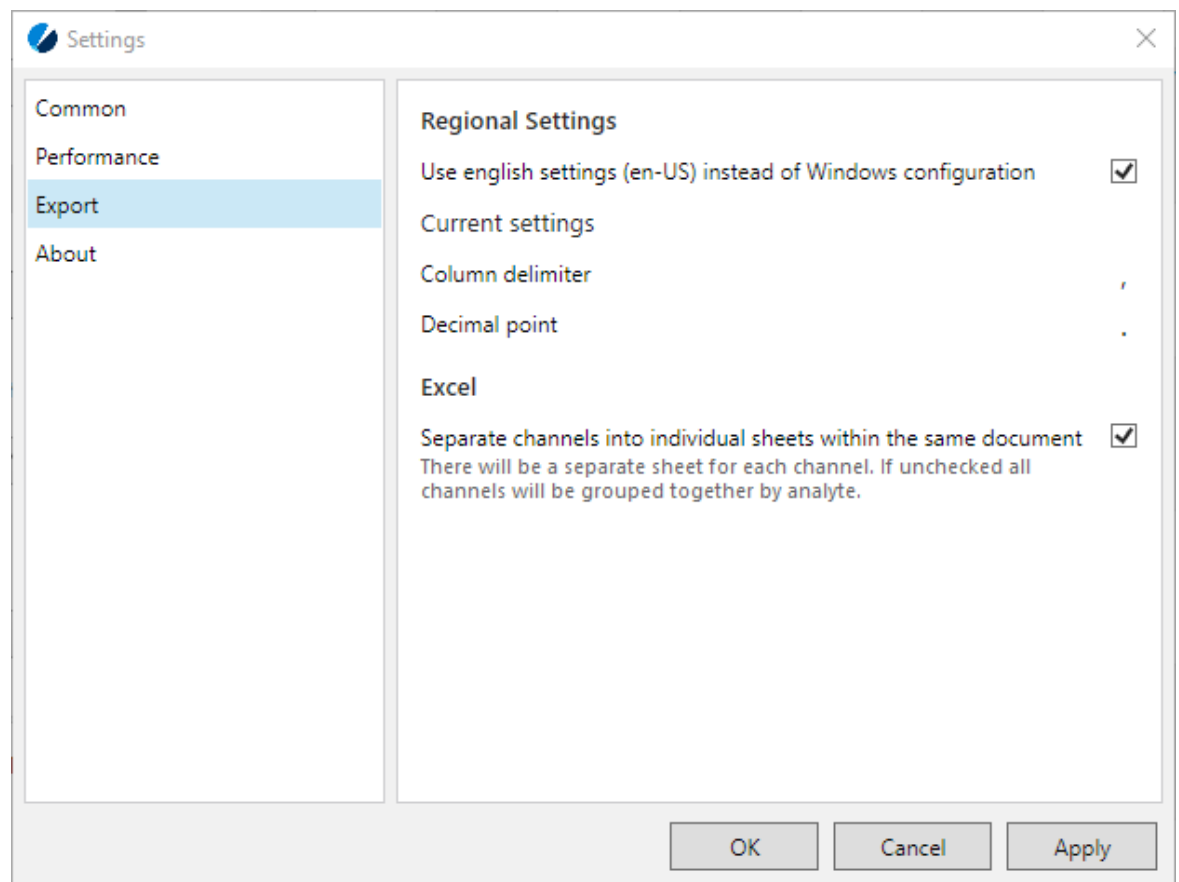 Settings
Common
Performance
Export
About
Regional Settings
Use english settings (en-US) instead of Windows configuration
Current settings
Column delimiter ,
Decimal point .
Excel
Separate channels into individual sheets within the same document
There will be a separate sheet for each channel. If unchecked all
channels will be grouped together by analyte.
OK Cancel Apply